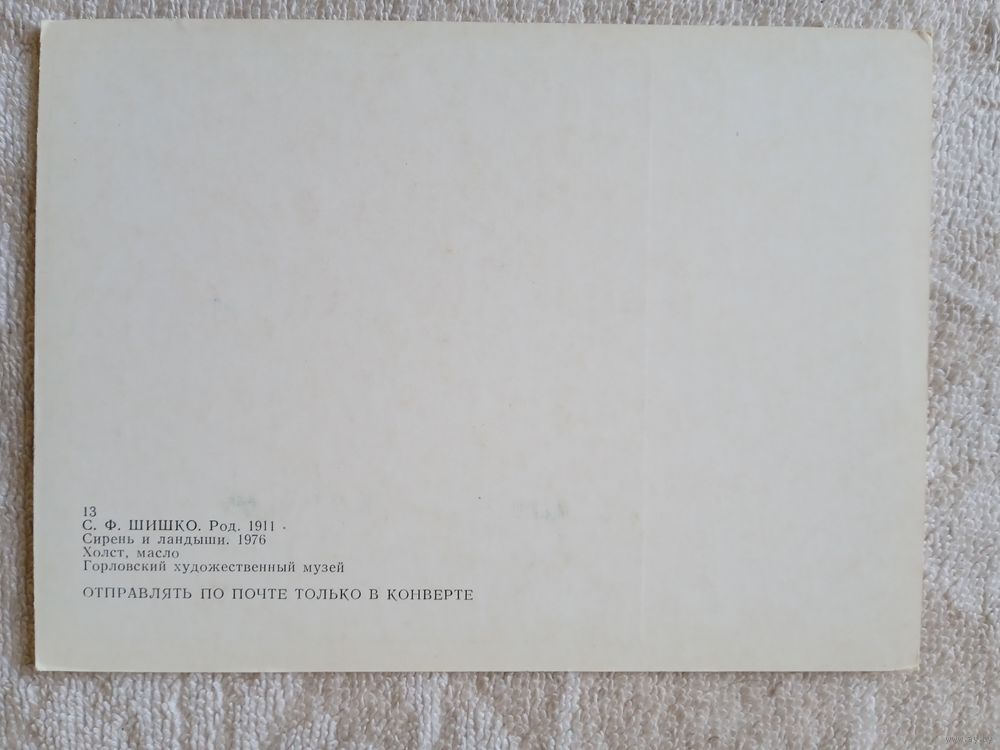 13
С. Ф. ШИШКО. Род. 1911
Сирень и ландыши. 1976
Холст, масло
Горловский художественный музей
ОТПРАВЛЯТЬ ПО ПОЧТЕ ТОЛЬКО В КОНВЕРТЕ